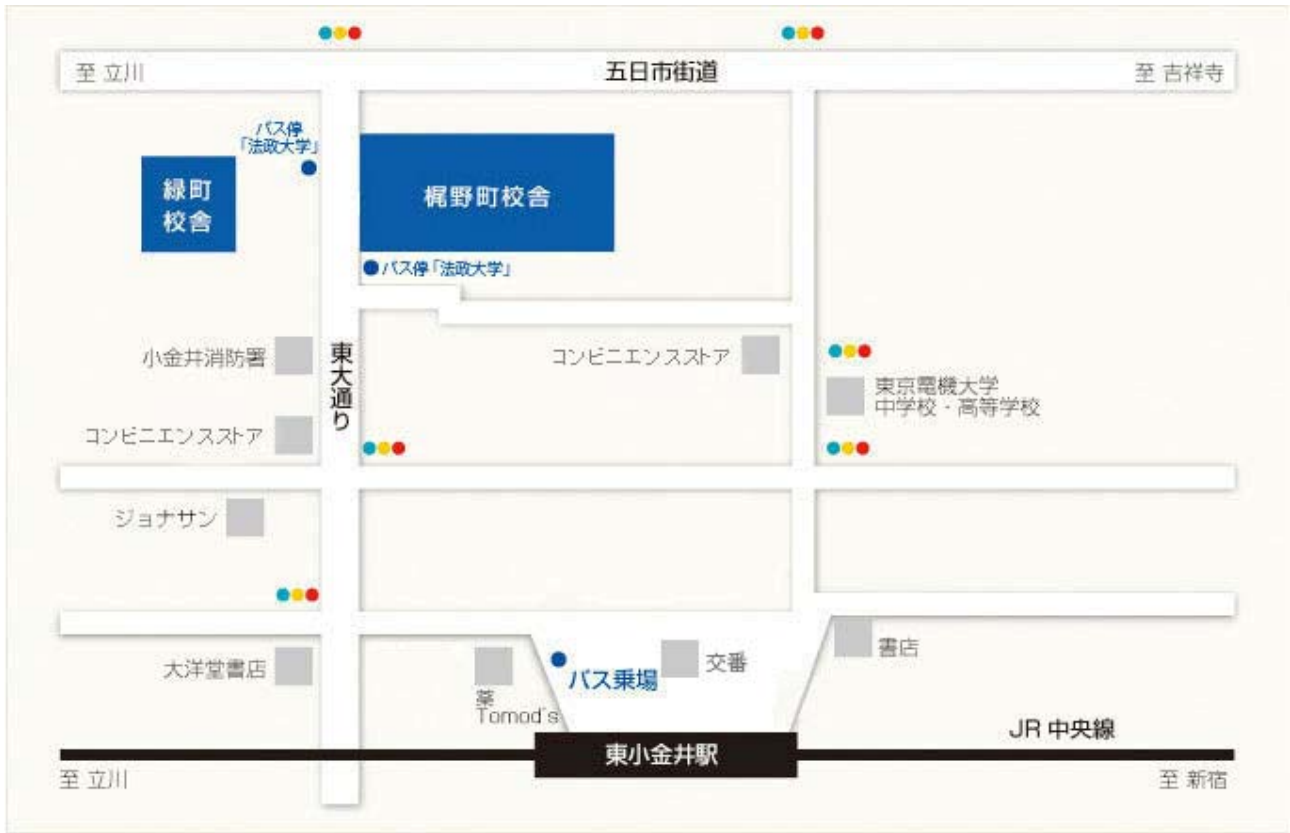 至 立川
五日市街道
至 吉祥寺
バス停
「法政大学」
緑町
校舎
梶野町校舎
バス停「法政大学」
小金井消防署
東大通り
コンビニエンスストア
東京電機大学
中学校・高等学校
コンビニエンスストア
ジョナサン
大洋堂書店
薬
Tomod's
バス乗場
交番
書店
JR 中央線
東小金井駅
至 立川
至 新宿